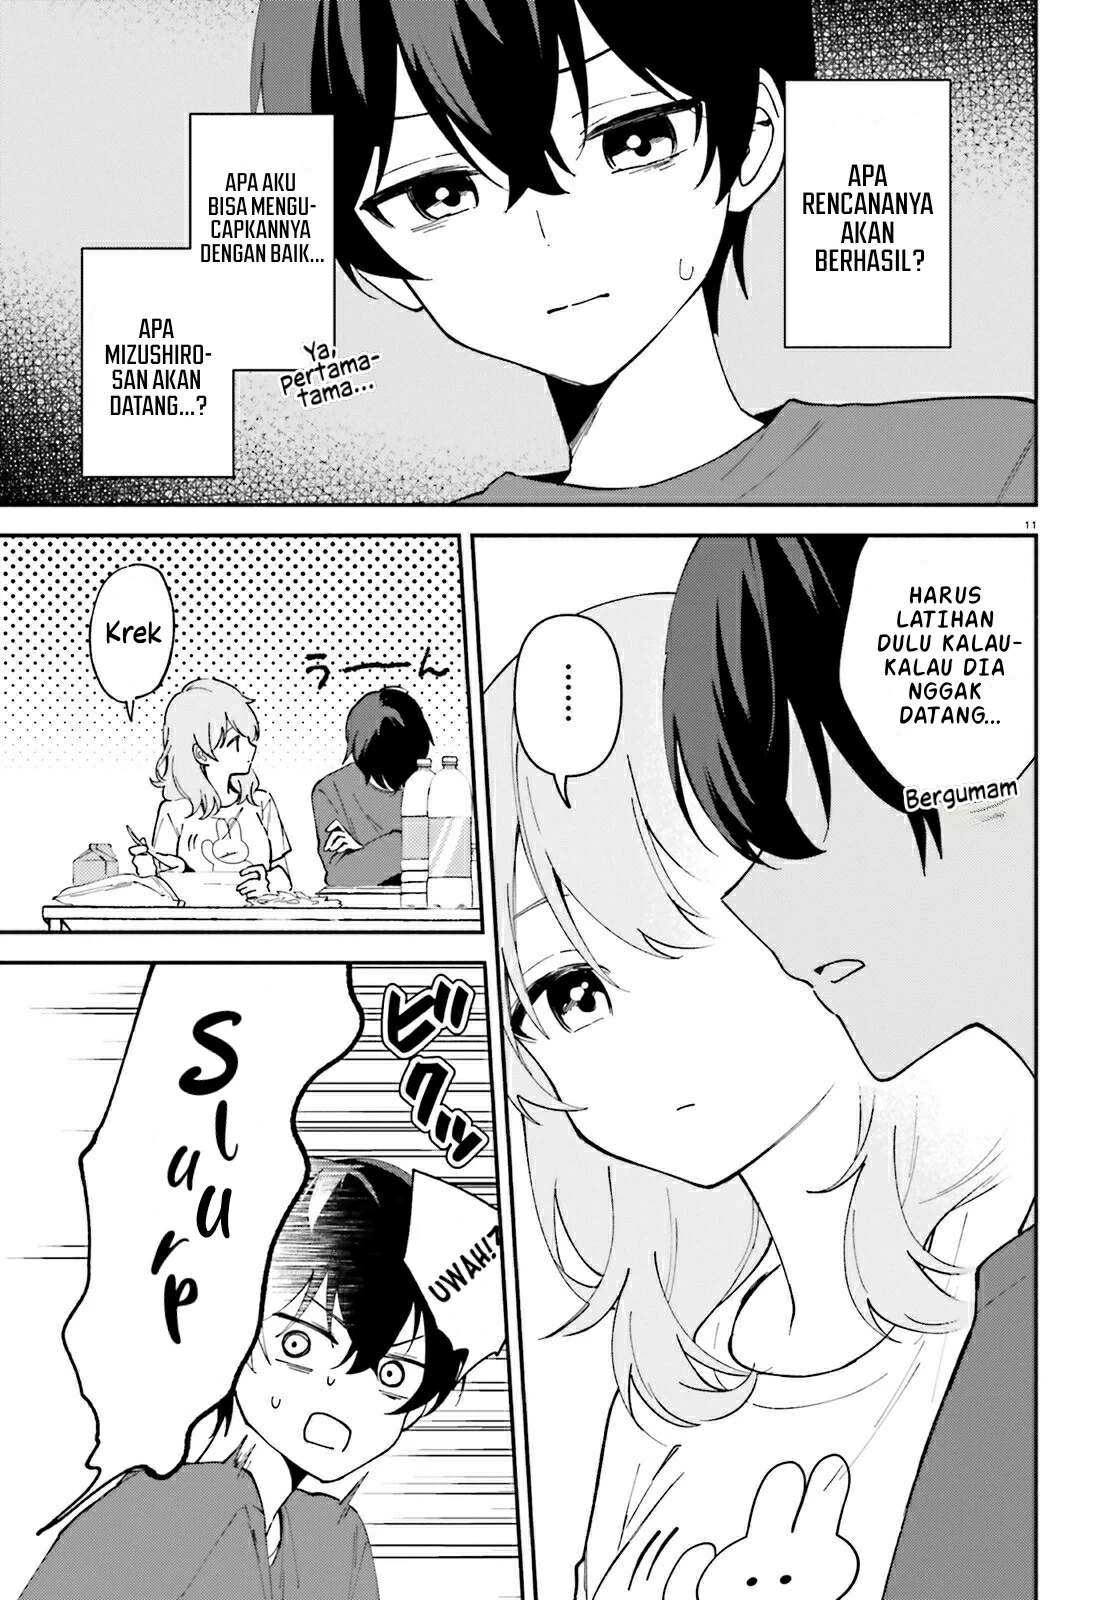 APA
RENCANANYA
AKAN
BERHASIL?
APA AKU
BISA MENGU-
CAPKANNYA
DENGAN BAIK...
APA
MIZUSHIRO-
SAN AKAN
DATANG...?
Ya,
Pertama-
tama...
11
HARUS
LATIHAN
DULU KALAU-
KALAU DIA
NGGAK
DATANG...
Bergumam
......
うーーん
Krek
Slurp
ビクッ
UWAH!?